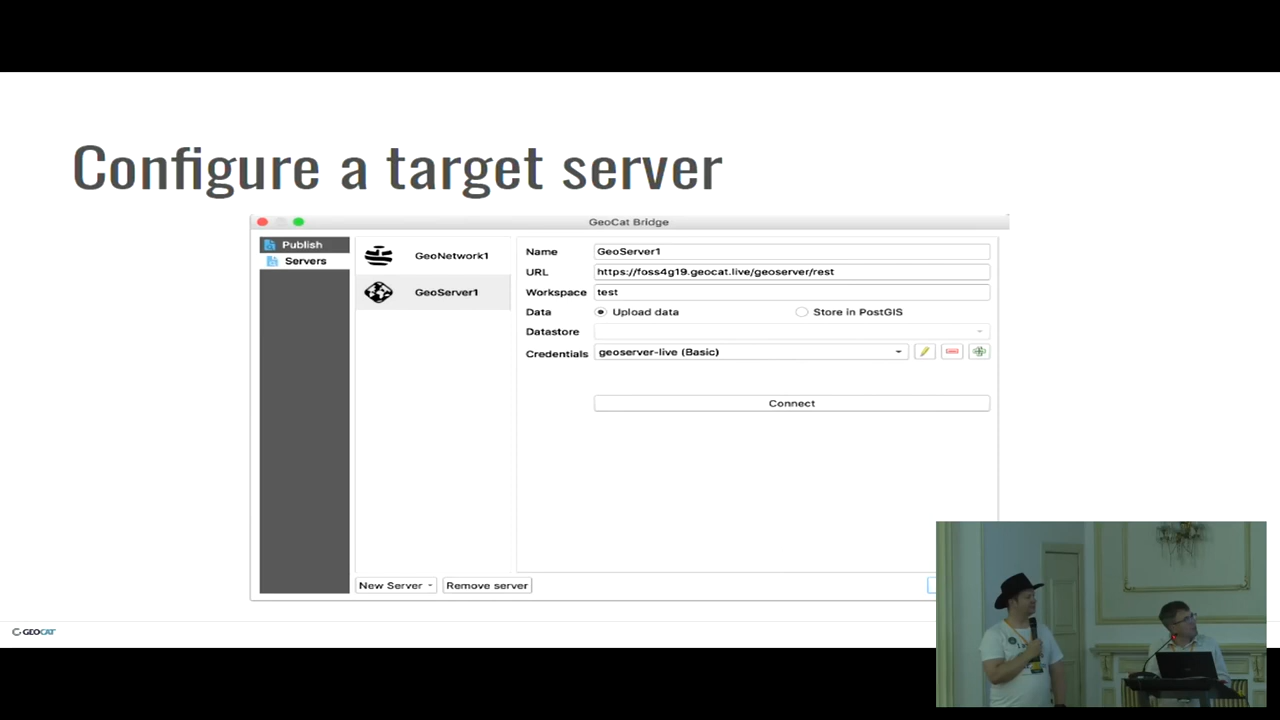 Configure a target server
GeoCat Bridge
Publish
Servers
GeoNetwork1
GeoServer1
Name GeoServer1
URL https://foss4g19.geocat.live/geoserver/rest
Workspace test
Data Upload data Store in PostGIS
Datastore
Credentials geoserver-live (Basic)
Connect
New Server Remove server
GEOCAT